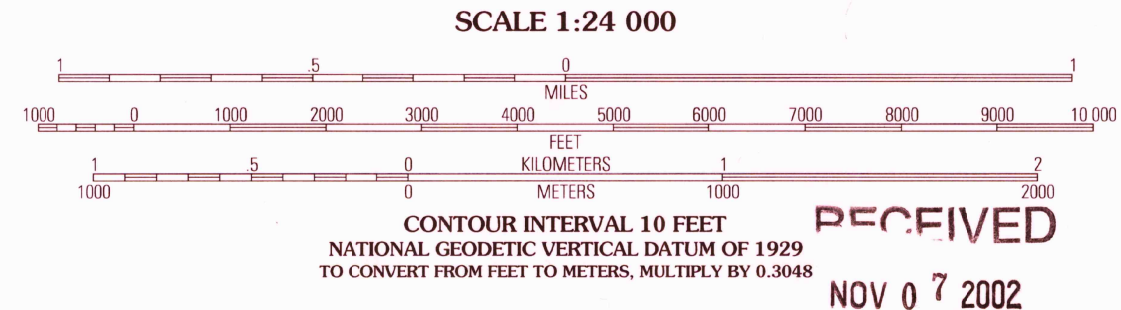 SCALE 1:24 000
1 .5 0 1
MILES
1000 0 1000 2000 3000 4000 5000 6000 7000 8000 9000 10 000
FEET
1 .5 0 KILOMETERS 1 2
1000 0 METERS 1000 2000
CONTOUR INTERVAL 10 FEET
NATIONAL GEODETIC VERTICAL DATUM OF 1929
TO CONVERT FROM FEET TO METERS, MULTIPLY BY 0.3048
RECEIVED
NOV 07 2002